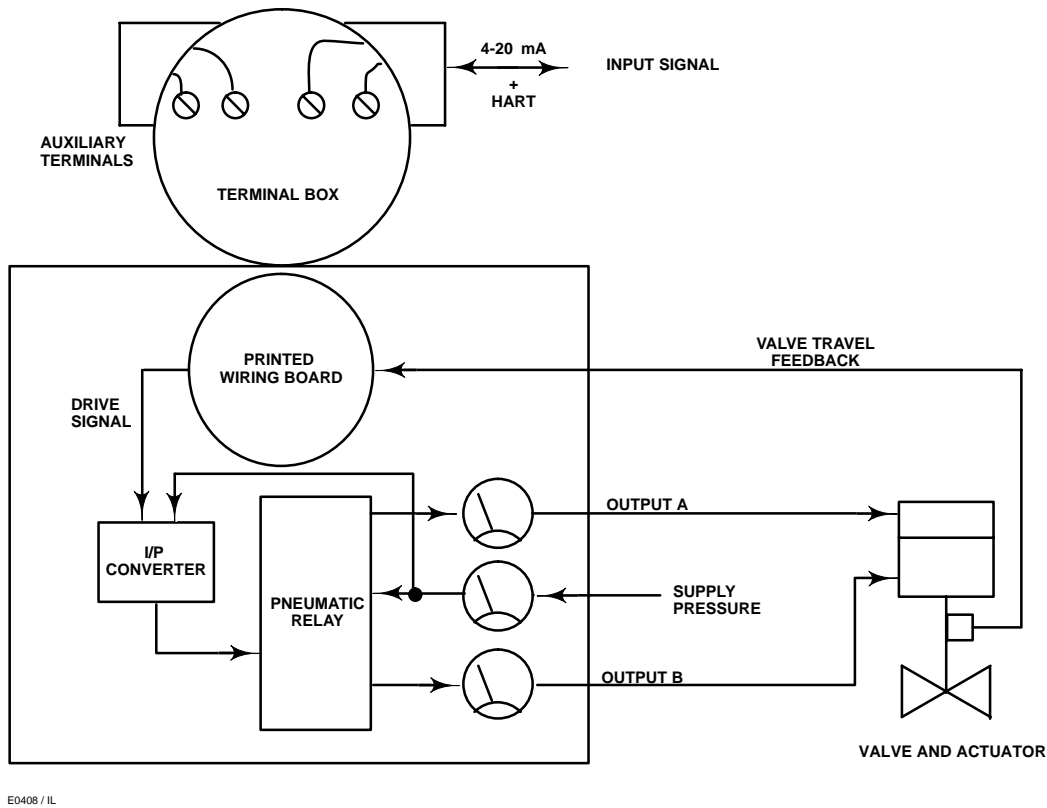 4-20 mA
+
HART
INPUT SIGNAL
AUXILIARY
TERMINALS
TERMINAL BOX
PRINTED
WIRING BOARD
VALVE TRAVEL
FEEDBACK
DRIVE
SIGNAL
I/P
CONVERTER
PNEUMATIC
RELAY
OUTPUT A
SUPPLY
PRESSURE
OUTPUT B
VALVE AND ACTUATOR
E0408 / IL